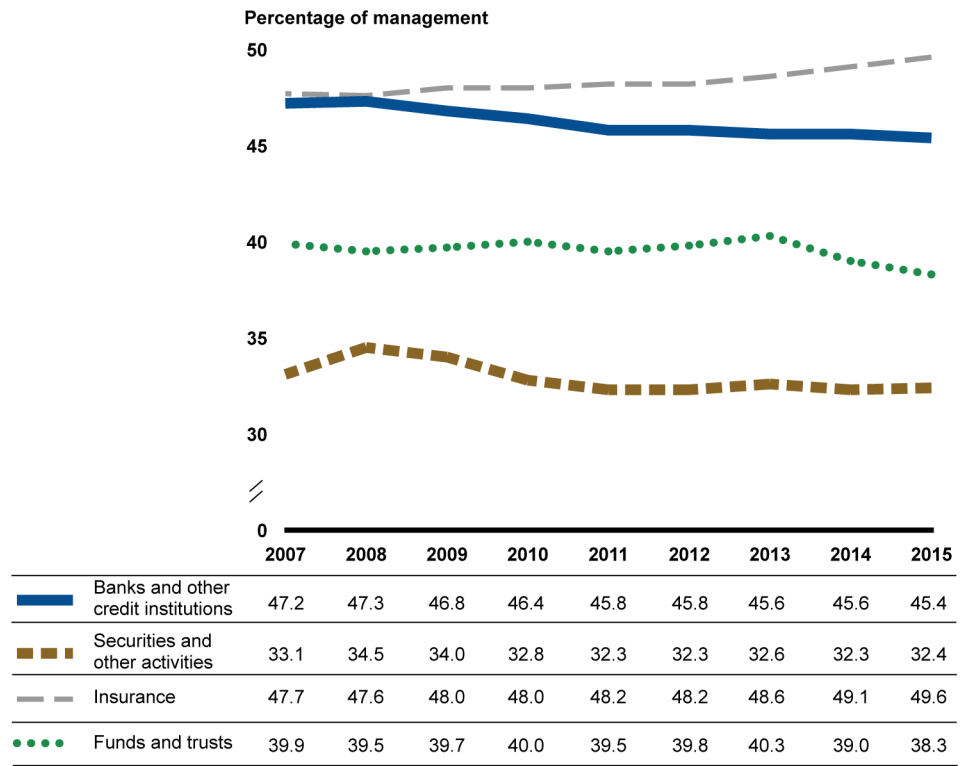 Percentage of management
50
45
40
35
30
0
2007 2008 2009 2010 2011 2012 2013 2014 2015
Banks and other
credit institutions 47.2 47.3 46.8 46.4 45.8 45.8 45.6 45.6 45.4
Securities and
other activities 33.1 34.5 34.0 32.8 32.3 32.3 32.6 32.3 32.4
Insurance 47.7 47.6 48.0 48.0 48.2 48.2 48.6 49.1 49.6
Funds and trusts 39.9 39.5 39.7 40.0 39.5 39.8 40.3 39.0 38.3